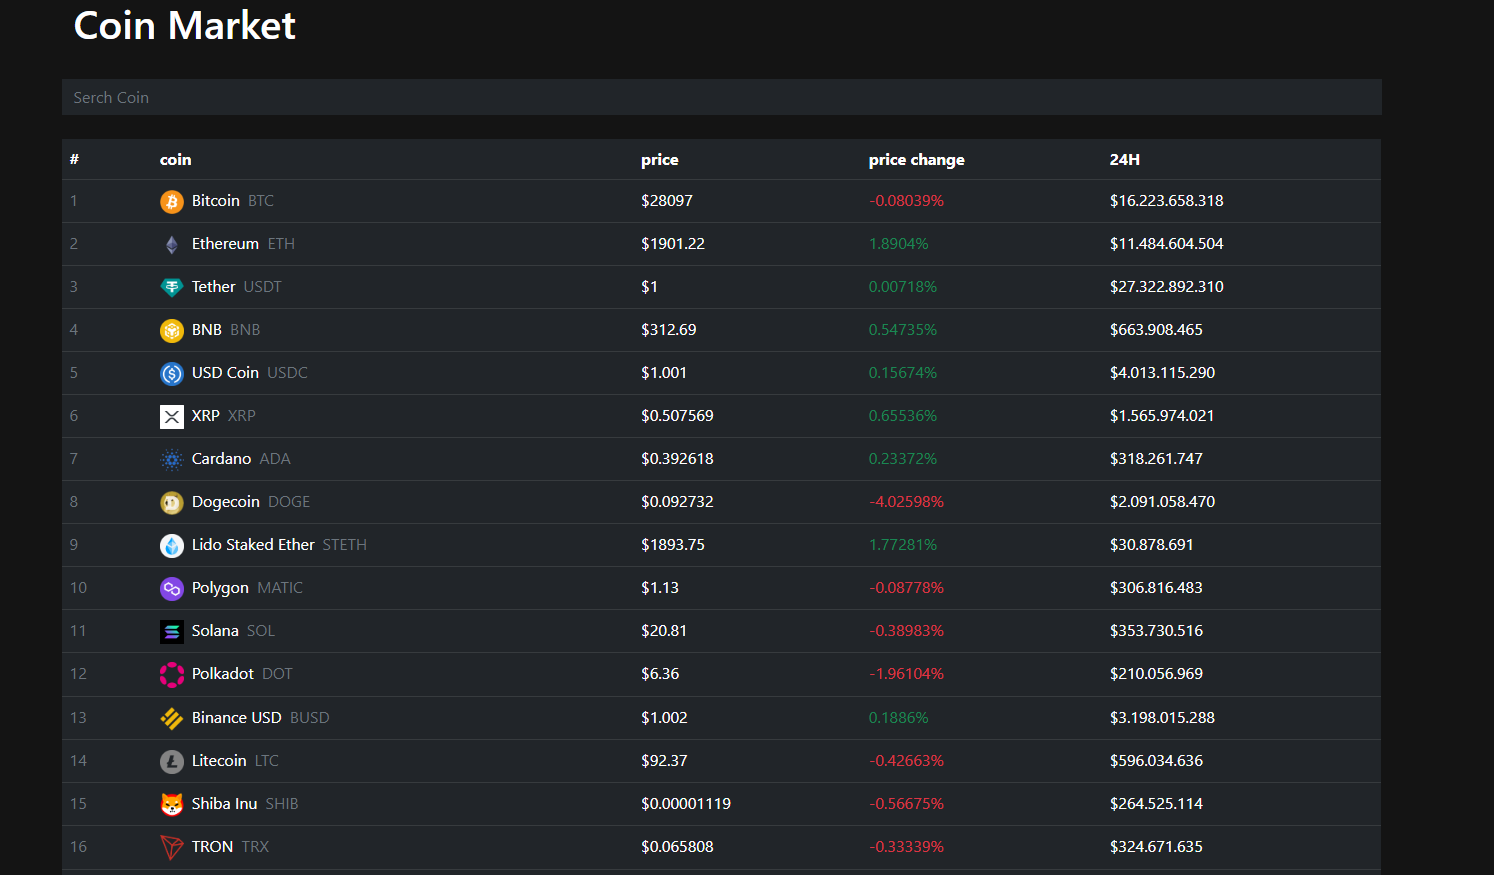 Coin Market
Serch Coin
# coin price price change 24H
1 Bitcoin BTC $28097 -0.08039% $16.223.658.318
2 Ethereum ETH $1901.22 1.8904% $11.484.604.504
3 Tether USDT $1 0.00718% $27.322.892.310
4 BNB BNB $312.69 0.54735% $663.908.465
5 USD Coin USDC $1.001 0.15674% $4.013.115.290
6 XRP XRP $0.507569 0.65536% $1.565.974.021
7 Cardano ADA $0.392618 0.23372% $318.261.747
8 Dogecoin DOGE $0.092732 -4.02598% $2.091.058.470
9 Lido Staked Ether STETH $1893.75 1.77281% $30.878.691
10 Polygon MATIC $1.13 -0.08778% $306.816.483
11 Solana SOL $20.81 -0.38983% $353.730.516
12 Polkadot DOT $6.36 -1.96104% $210.056.969
13 Binance USD BUSD $1.002 0.1886% $3.198.015.288
14 Litecoin LTC $92.37 -0.42663% $596.034.636
15 Shiba Inu SHIB $0.00001119 -0.56675% $264.525.114
16 TRON TRX $0.065808 -0.33339% $324.671.635